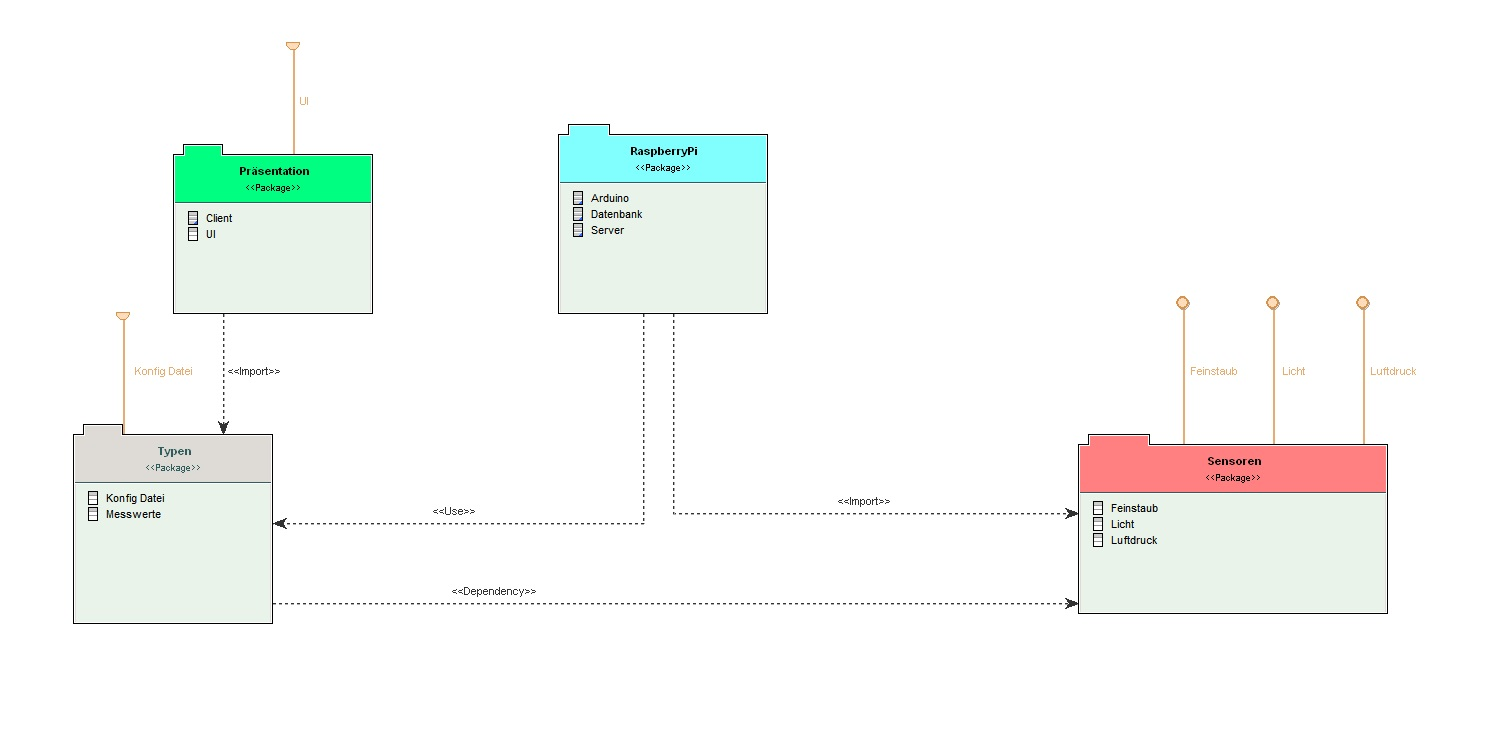 UI
Präsentation
<<Package>>
Client
UI
RaspberryPi
<<Package>>
Arduino
Datenbank
Server
Konfig Datei
<<Import>>
Feinstaub
Licht
Luftdruck
Typen
<<Package>>
Konfig Datei
Messwerte
<<Use>>
<<Import>>
Sensoren
<<Package>>
Feinstaub
Licht
Luftdruck
<<Dependency>>